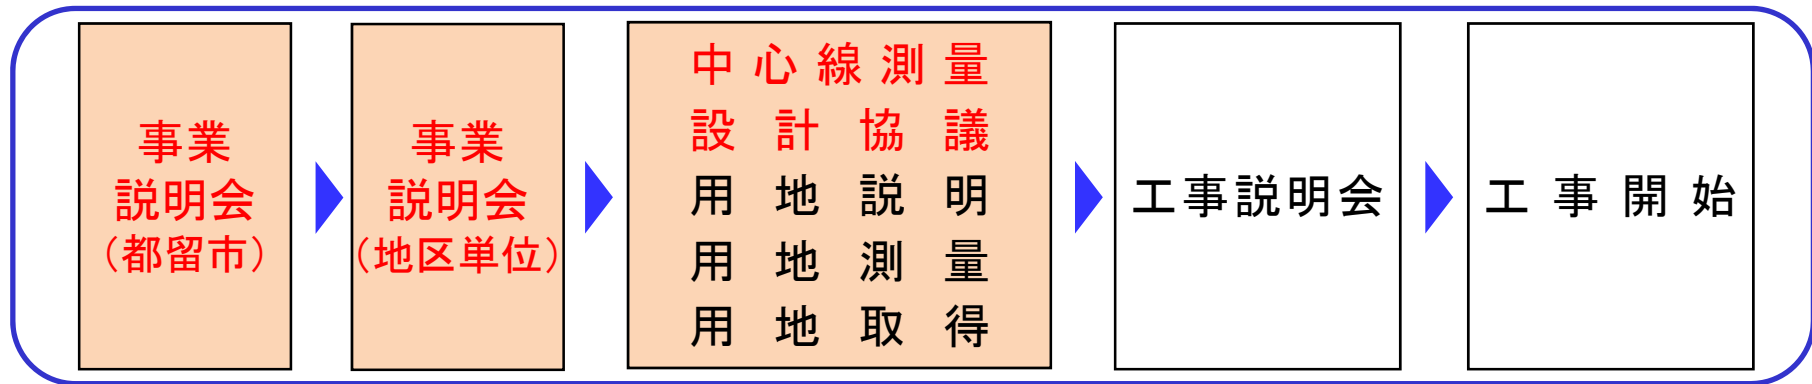 事業
説明会
（都留市）
事業
説明会
（地区単位）
中心線測量
設計協議
用地説明
用地測量
用地取得
工事説明会
工事開始